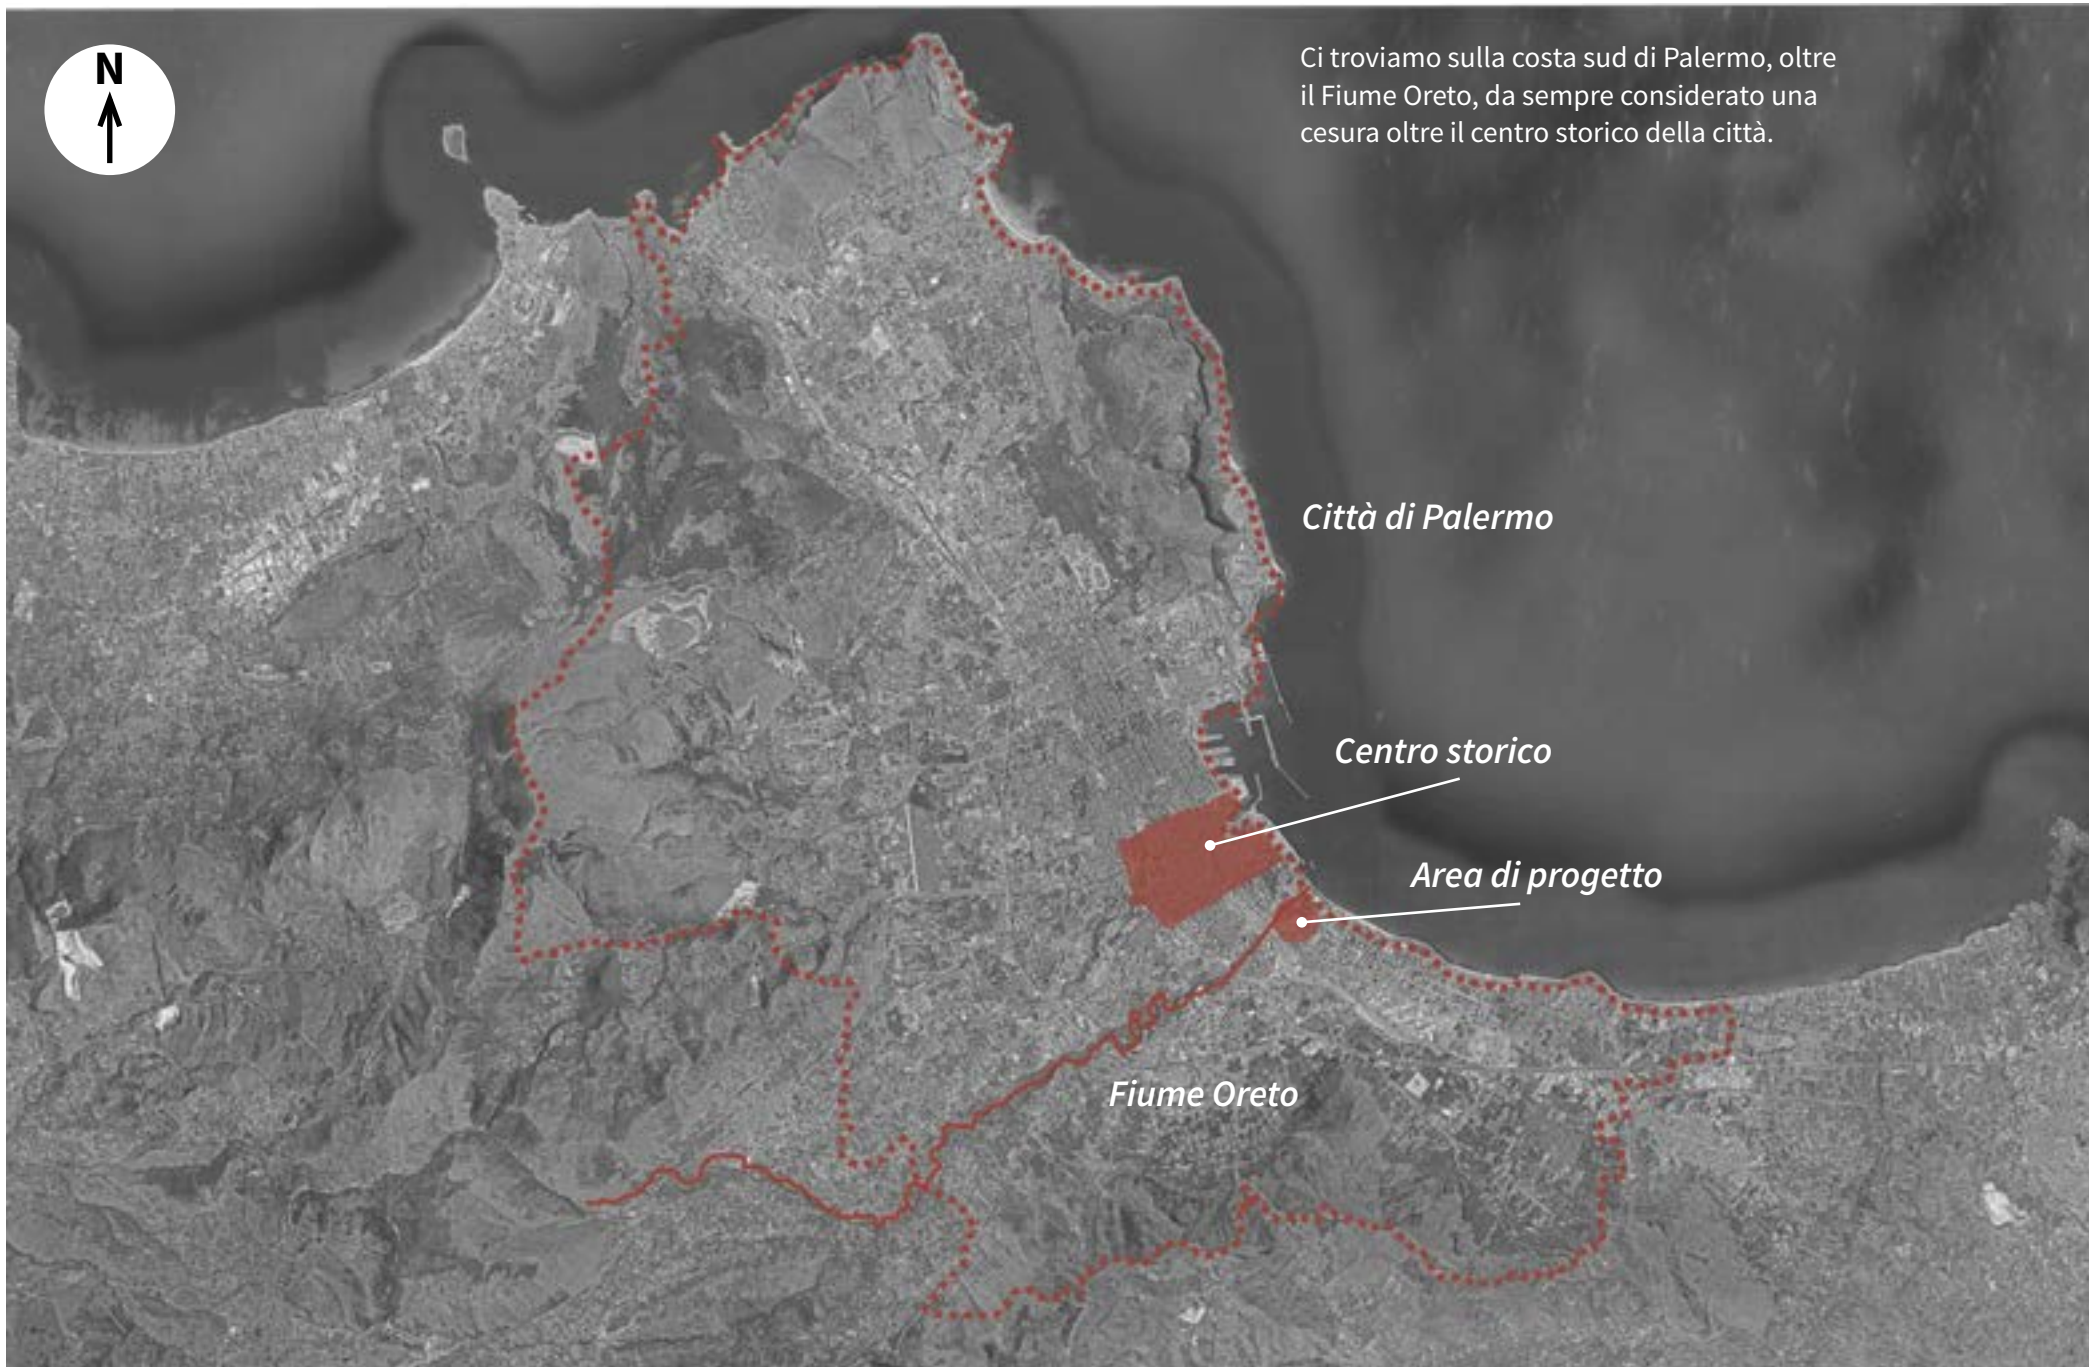 N
Ci troviamo sulla costa sud di Palermo, oltre
il Fiume Oreto, da sempre considerato una
cesura oltre il centro storico della città.
Città di Palermo
Centro storico
Area di progetto
Fiume Oreto